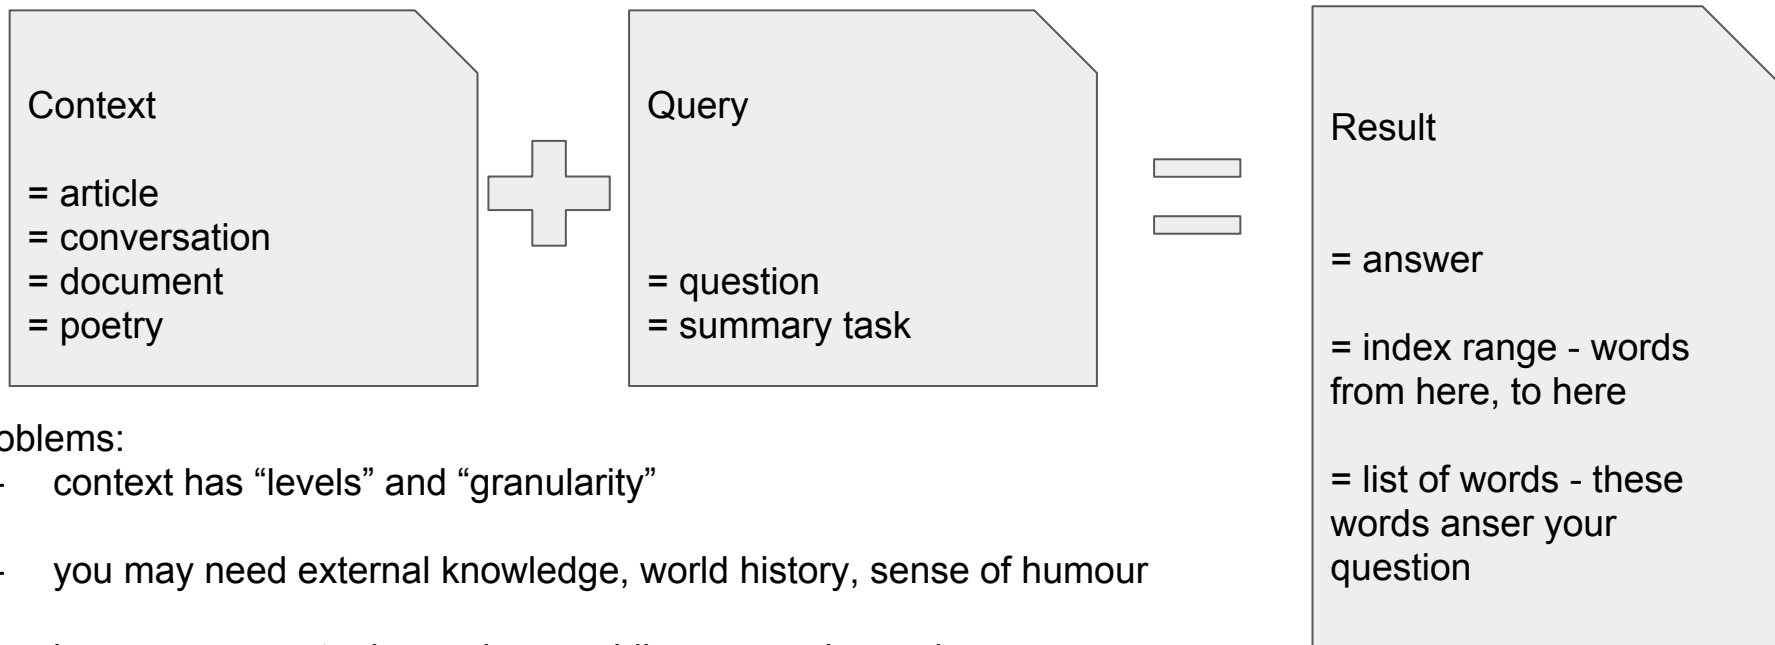 Context
= article
= conversation
= document
= poetry
Query
= question
= summary task
Result
= answer
= index range - words
from here, to here
= list of words - these
words anser your
question
oblems:
- context has “levels” and “granularity”
- you may need external knowledge, world history, sense of humour